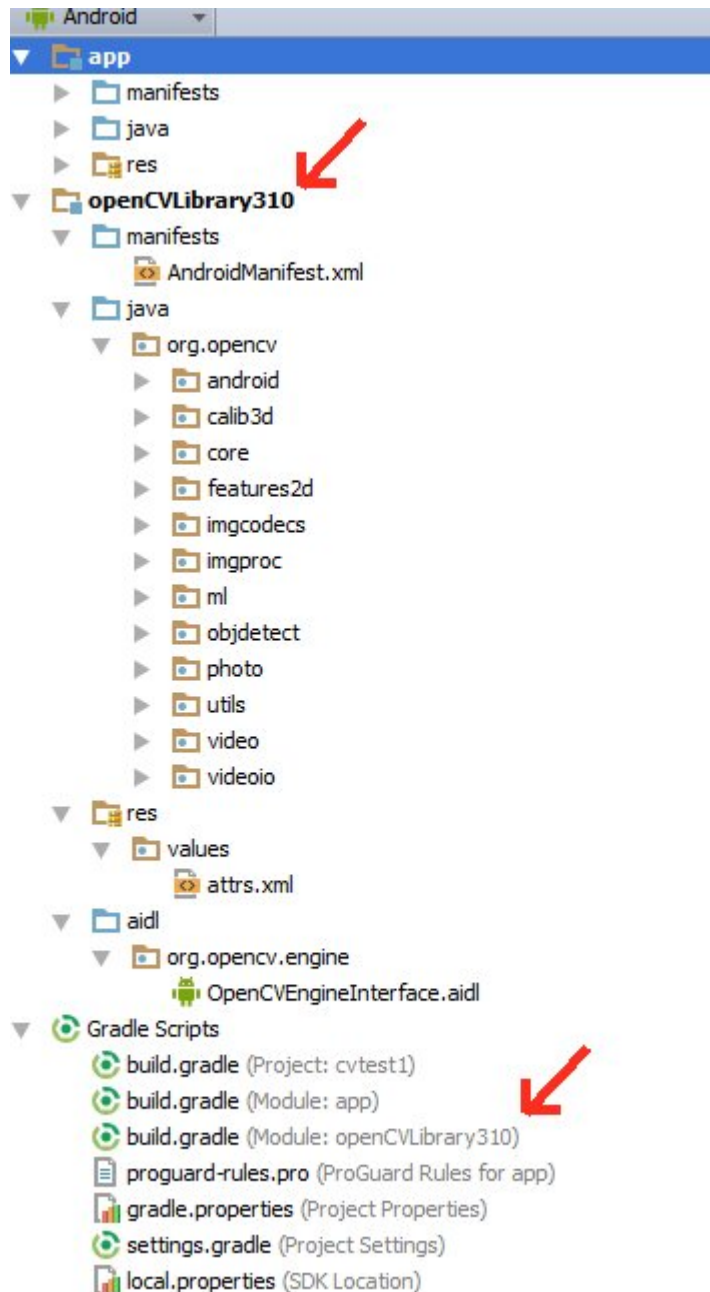 Android
app
manifests
java
res
openCVLibrary310
manifests
AndroidManifest.xml
java
org.opencv
android
calib3d
core
features2d
imgcodecs
imgproc
ml
objdetect
photo
utils
video
videoio
res
values
attrs.xml
aidl
org.opencv.engine
OpenCVEngineInterface.aidl
Gradle Scripts
build.gradle (Project: cvtest1)
build.gradle (Module: app)
build.gradle (Module: openCVLibrary310)
proguard-rules.pro (ProGuard Rules for app)
gradle.properties (Project Properties)
settings.gradle (Project Settings)
local.properties (SDK Location)